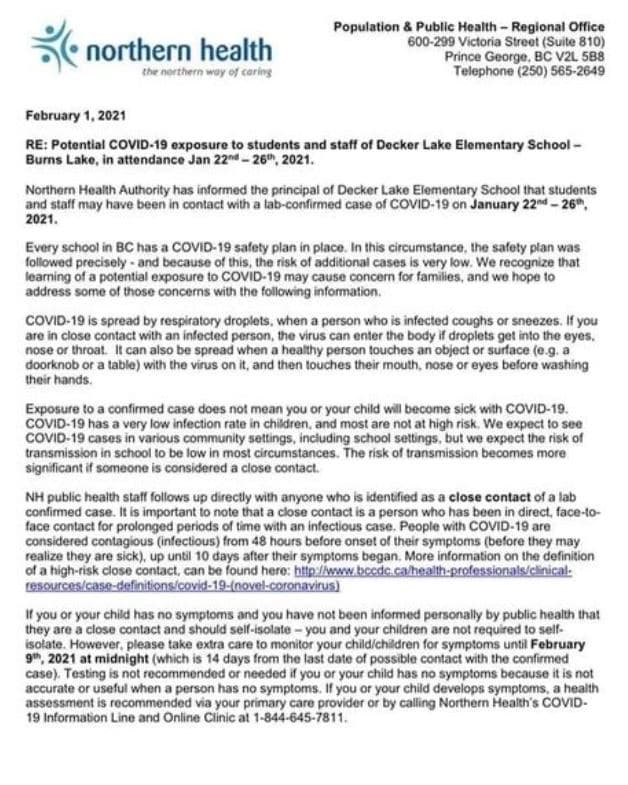 Population & Public Health – Regional Office
600-299 Victoria Street (Suite 810)
Prince George, BC V2L 5B8
Telephone (250) 565-2649
northern health
the northern way of caring
February 1, 2021
RE: Potential COVID-19 exposure to students and staff of Decker Lake Elementary School –
Burns Lake, in attendance Jan 22nd – 26th, 2021.
Northern Health Authority has informed the principal of Decker Lake Elementary School that students
and staff may have been in contact with a lab-confirmed case of COVID-19 on January 22nd – 26th,
2021.
Every school in BC has a COVID-19 safety plan in place. In this circumstance, the safety plan was
followed precisely - and because of this, the risk of additional cases is very low. We recognize that
learning of a potential exposure to COVID-19 may cause concern for families, and we hope to
address some of those concerns with the following information.
COVID-19 is spread by respiratory droplets, when a person who is infected coughs or sneezes. If you
are in close contact with an infected person, the virus can enter the body if droplets get into the eyes,
nose or throat. It can also be spread when a healthy person touches an object or surface (e.g. a
doorknob or a table) with the virus on it, and then touches their mouth, nose or eyes before washing
their hands.
Exposure to a confirmed case does not mean you or your child will become sick with COVID-19.
COVID-19 has a very low infection rate in children, and most are not at high risk. We expect to see
COVID-19 cases in various community settings, including school settings, but we expect the risk of
transmission in school to be low in most circumstances. The risk of transmission becomes more
significant if someone is considered a close contact.
NH public health staff follows up directly with anyone who is identified as a close contact of a lab
confirmed case. It is important to note that a close contact is a person who has been in direct, face-to-
face contact for prolonged periods of time with an infectious case. People with COVID-19 are
considered contagious (infectious) from 48 hours before onset of their symptoms (before they may
realize they are sick), up until 10 days after their symptoms began. More information on the definition
of a high-risk close contact, can be found here: http://www.bccdc.ca/health-professionals/clinical-
resources/case-definitions/covid-19-(novel-coronavirus)
If you or your child has no symptoms and you have not been informed personally by public health that
they are a close contact and should self-isolate – you and your children are not required to self-
isolate. However, please take extra care to monitor your child/children for symptoms until February
9th, 2021 at midnight (which is 14 days from the last date of possible contact with the confirmed
case). Testing is not recommended or needed if you or your child has no symptoms because it is not
accurate or useful when a person has no symptoms. If you or your child develops symptoms, a health
assessment is recommended via your primary care provider or by calling Northern Health's COVID-
19 Information Line and Online Clinic at 1-844-645-7811.